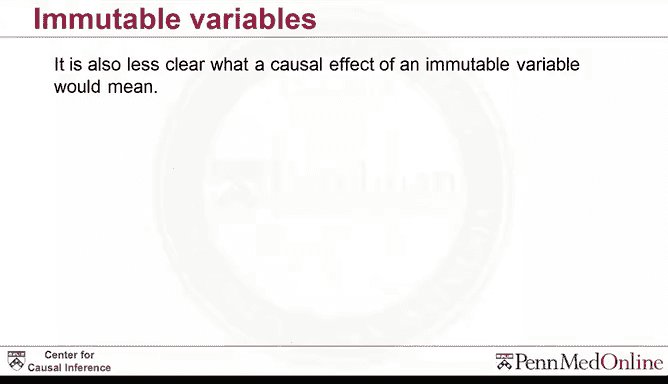 Immutable variables
It is also less clear what a causal effect of an immutable variable
would mean.
Center for
Causal Inference
PennMedOnline